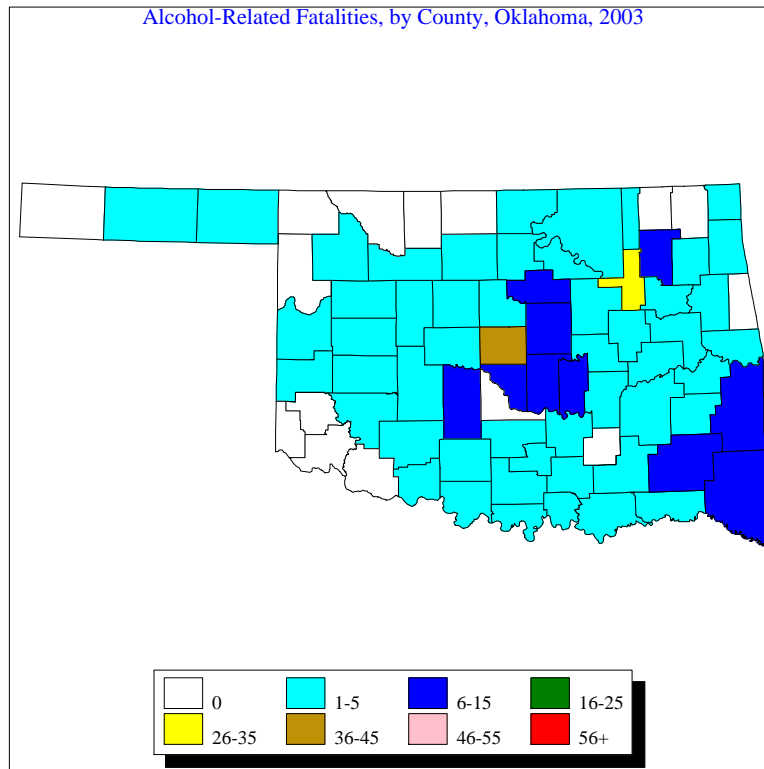 Alcohol-Related Fatalities, by County, Oklahoma, 2003
0 1-5 6-15 16-25
26-35 36-45 46-55 56+